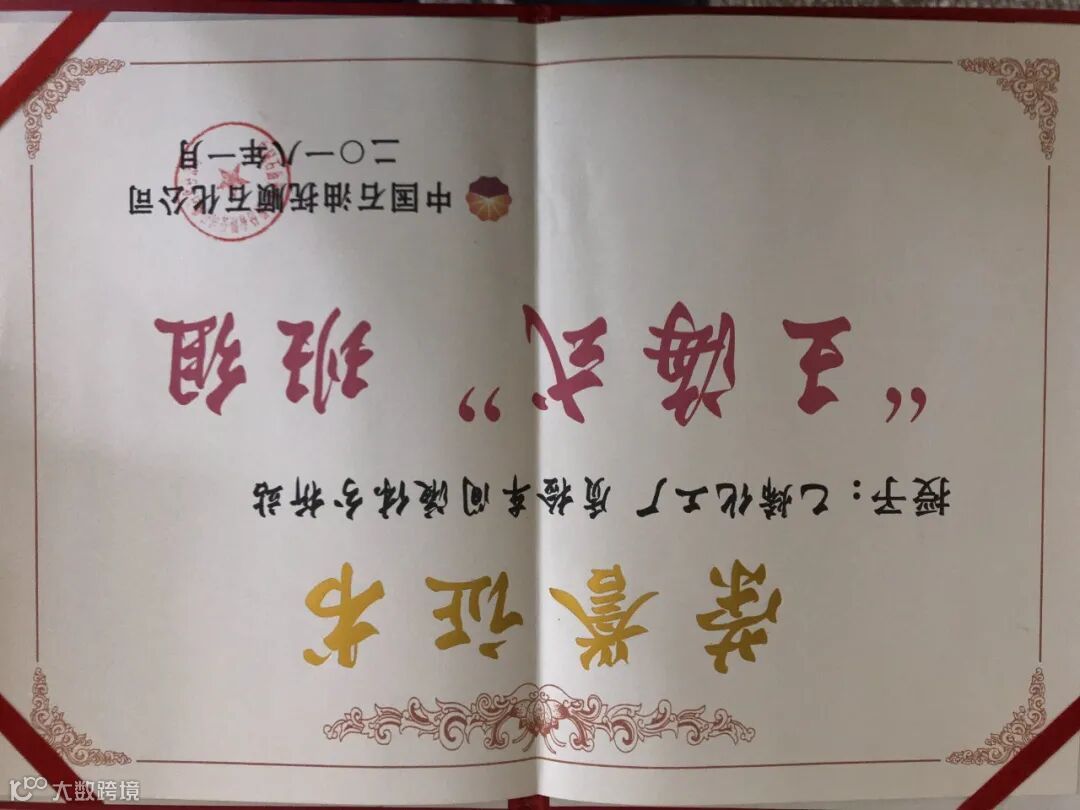 荣誉证书
授予：乙烯化工厂质检车间液体分析站
“王海式”班组
中国石油抚顺石化公司
二〇一八年一月
大数跨境